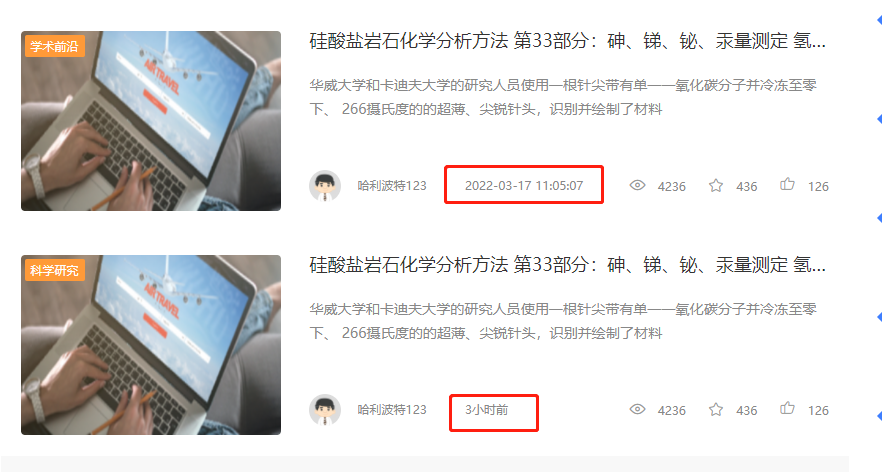 学术前沿
硅酸盐岩石化学分析方法 第33部分：砷、锑、铋、汞量测定 氢...
华威大学和卡迪夫大学的研究人员使用一根针尖带有单一一氧化碳分子并冷冻至零
下、 266摄氏度的的超薄、尖锐针头，识别并绘制了材料
AIR TRAVEL
哈利波特123 2022-03-17 11:05:07 4236 436 126
科学研究
硅酸盐岩石化学分析方法 第33部分：砷、锑、铋、汞量测定 氢...
华威大学和卡迪夫大学的研究人员使用一根针尖带有单一一氧化碳分子并冷冻至零
下、 266摄氏度的的超薄、尖锐针头，识别并绘制了材料
AIR TRAVEL
哈利波特123 3小时前 4236 436 126